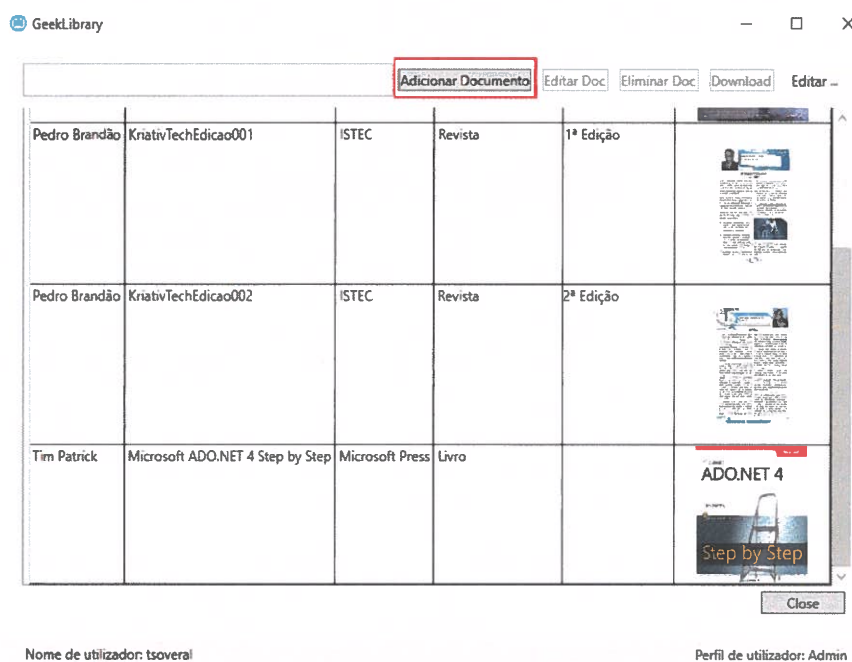 GeekLibrary
Adicionar Documento Editar Doc Eliminar Doc Download Editar ...
Pedro Brandão KriativTechEdicao001 ISTEC Revista 1ª Edição
Pedro Brandão KriativTechEdicao002 ISTEC Revista 2ª Edição
Tim Patrick Microsoft ADO.NET 4 Step by Step Microsoft Press Livro
ADO.NET 4
Step by Step
Close
Nome de utilizador: tsoveral Perfil de utilizador: Admin